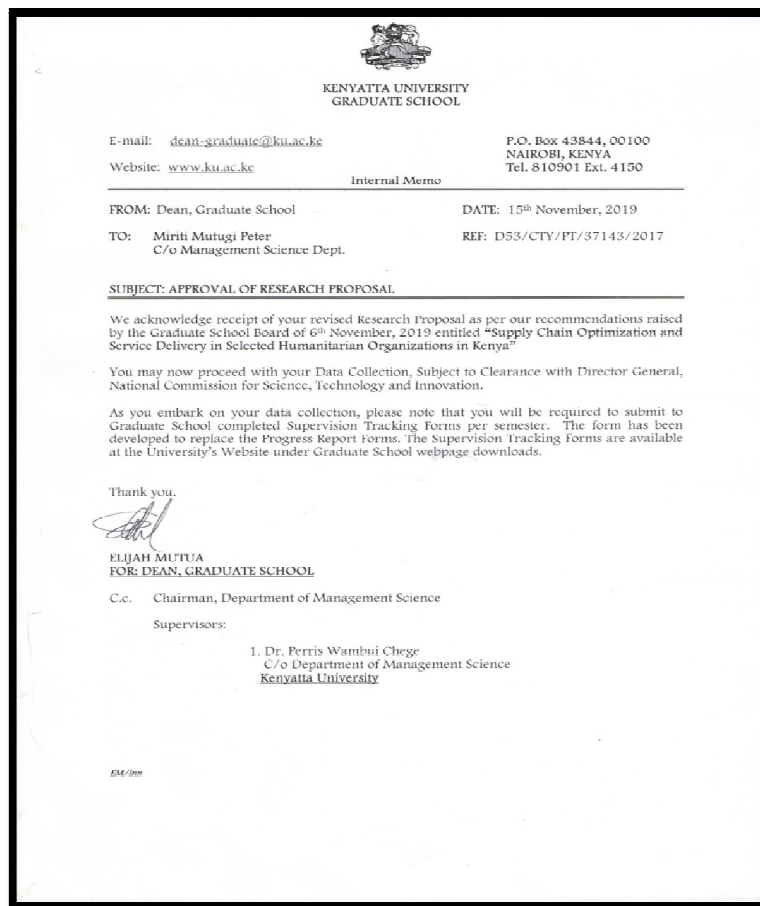 KENYATTA UNIVERSITY
GRADUATE SCHOOL
E-mail: dean-graduate@ku.ac.ke
P.O. Box 43844, 00100
NAIROBI, KENYA
Website: www.ku.ac.ke
Tel. 810901 Ext. 4150
Internal Memo
FROM: Dean, Graduate School
DATE: 15th November, 2019
TO: Miriti Mutugi Peter
REF: D53/CTY/PT/37143/2017
C/o Management Science Dept.
SUBJECT: APPROVAL OF RESEARCH PROPOSAL
We acknowledge receipt of your revised Research Proposal as per our recommendations raised
by the Graduate School Board of 6th November, 2019 entitled “Supply Chain Optimization and
Service Delivery in Selected Humanitarian Organizations in Kenya”
You may now proceed with your Data Collection, Subject to Clearance with Director General,
National Commission for Science, Technology and Innovation.
As you embark on your data collection, please note that you will be required to submit to
Graduate School completed Supervision Tracking Forms per semester. The form has been
developed to replace the Progress Report Forms. The Supervision Tracking Forms are available
at the University’s Website under Graduate School webpage downloads.
Thank you.
ELIJAH MUTUA
FOR: DEAN, GRADUATE SCHOOL
C.c. Chairman, Department of Management Science
Supervisors:
1. Dr. Perris Wambui Chege
C/o Department of Management Science
Kenyatta University
EM/lnn